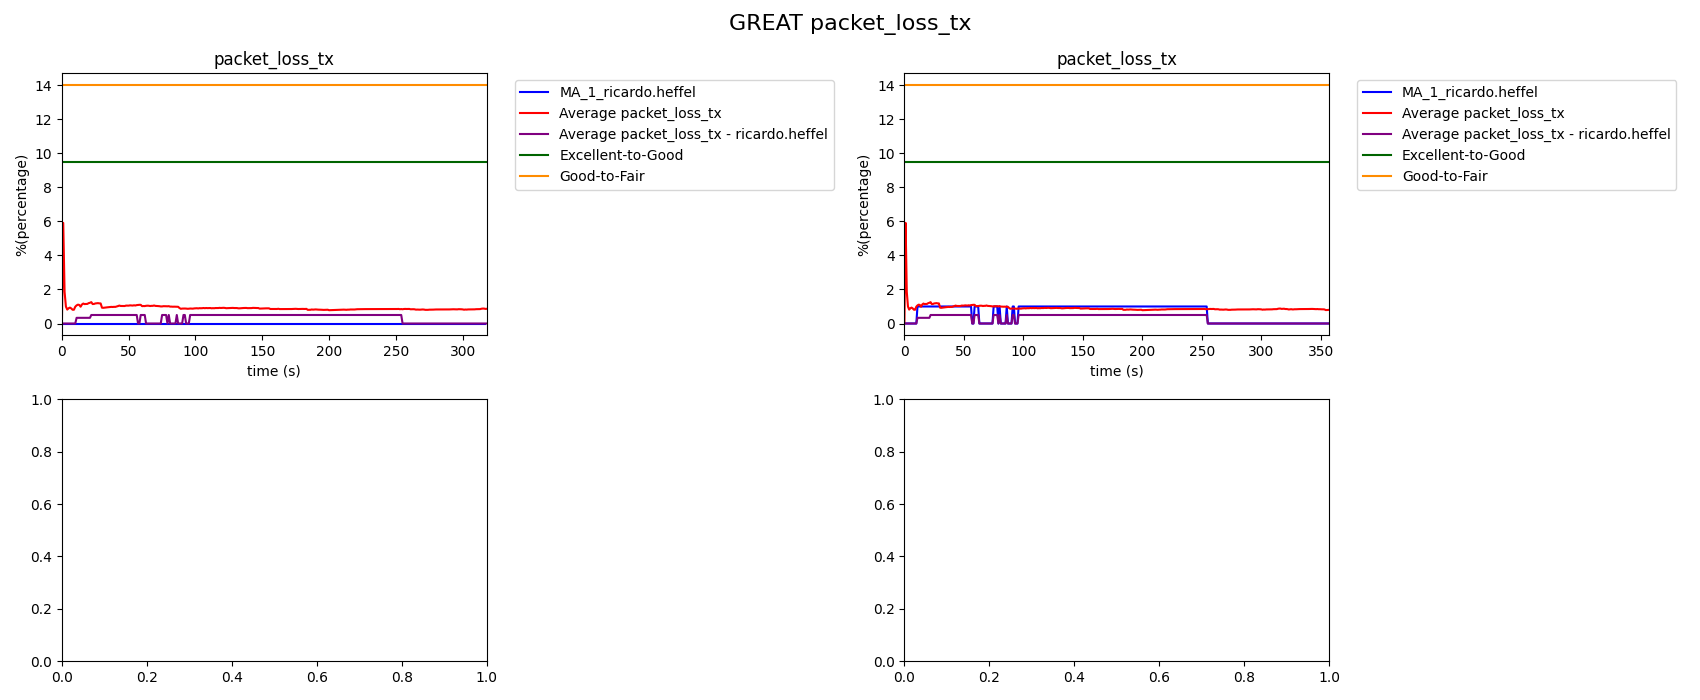 GREAT packet_loss_tx
packet_loss_tx
%(percentage)
14
12
10
8
6
4
2
0
0 50 100 150 200 250 300
time (s)
MA_1_ricardo.heffel
Average packet_loss_tx
Average packet_loss_tx - ricardo.heffel
Excellent-to-Good
Good-to-Fair
packet_loss_tx
%(percentage)
14
12
10
8
6
4
2
0
0 50 100 150 200 250 300 350
time (s)
MA_1_ricardo.heffel
Average packet_loss_tx
Average packet_loss_tx - ricardo.heffel
Excellent-to-Good
Good-to-Fair
1.0
0.8
0.6
0.4
0.2
0.0
0.0 0.2 0.4 0.6 0.8 1.0
1.0
0.8
0.6
0.4
0.2
0.0
0.0 0.2 0.4 0.6 0.8 1.0